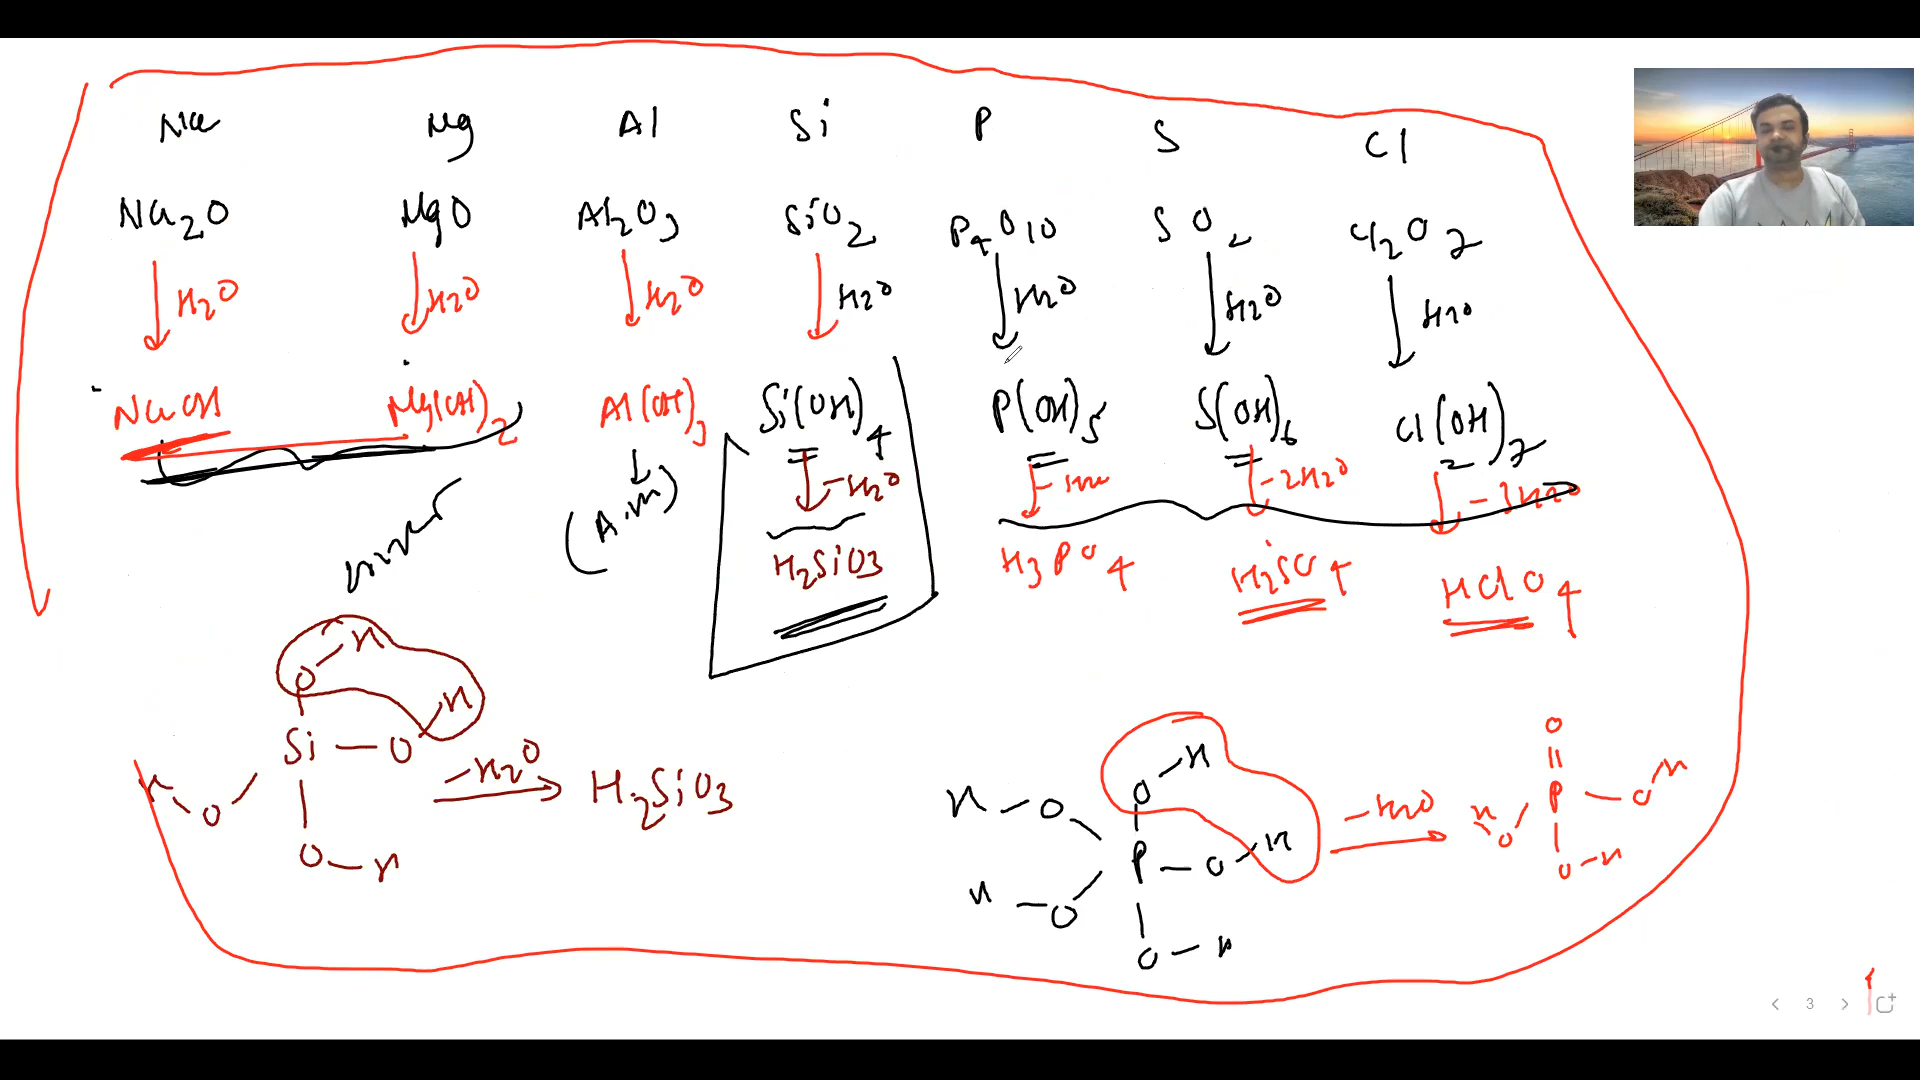 Na Mg Al Si P S Cl
Na2O MgO Al2O3 SiO2 P4O10 SO2 Cl2O7
H2O H2O H2O H2O H2O H2O H2O
NaOH Mg(OH)2 Al(OH)3 Si(OH)4 P(OH)5 S(OH)6 Cl(OH)7
-H2O -H2O -2H2O -3H2O
H2SiO3 H3PO4 H2SO4 HClO4
O H
H
Si — O
H - O
O — H
-H2O
H2SiO3
O - H
H — O
P — O - H
H — O
O — H
-H2O
O
P — O H
H O
O - H
3